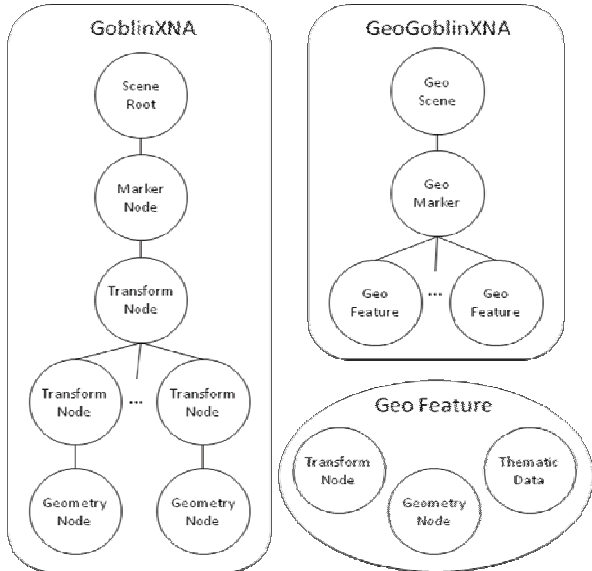 GoblinXNA
Scene
Root
Marker
Node
Transform
Node
Transform
Node
...
Transform
Node
Geometry
Node
Geometry
Node
GeoGoblinXNA
Geo
Scene
Geo
Marker
Geo
Feature
...
Geo
Feature
Geo Feature
Transform
Node
Geometry
Node
Thematic
Data